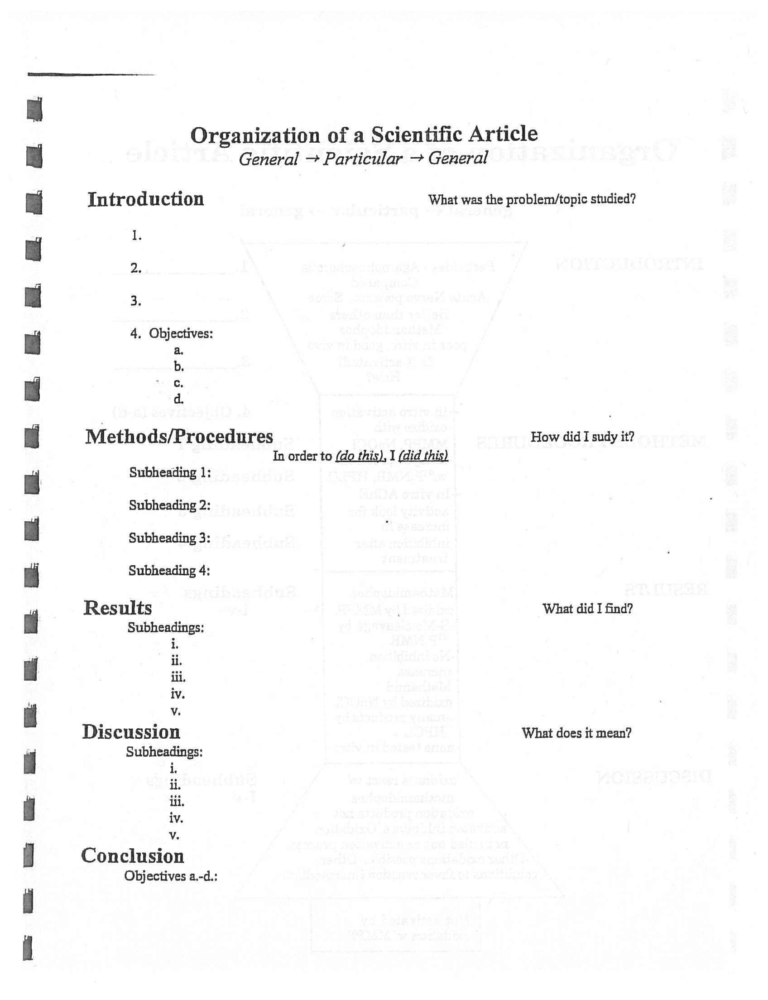 Organization of a Scientific Article
General → Particular → General
Introduction What was the problem/topic studied?
1.
2.
3.
4. Objectives:
a.
b.
c.
d.
Methods/Procedures How did I sudy it?
In order to (do this), I (did this)
Subheading 1:
Subheading 2:
Subheading 3:
Subheading 4:
Results What did I find?
Subheadings:
i.
ii.
iii.
iv.
v.
Discussion What does it mean?
Subheadings:
i.
ii.
iii.
iv.
v.
Conclusion
Objectives a.-d.: